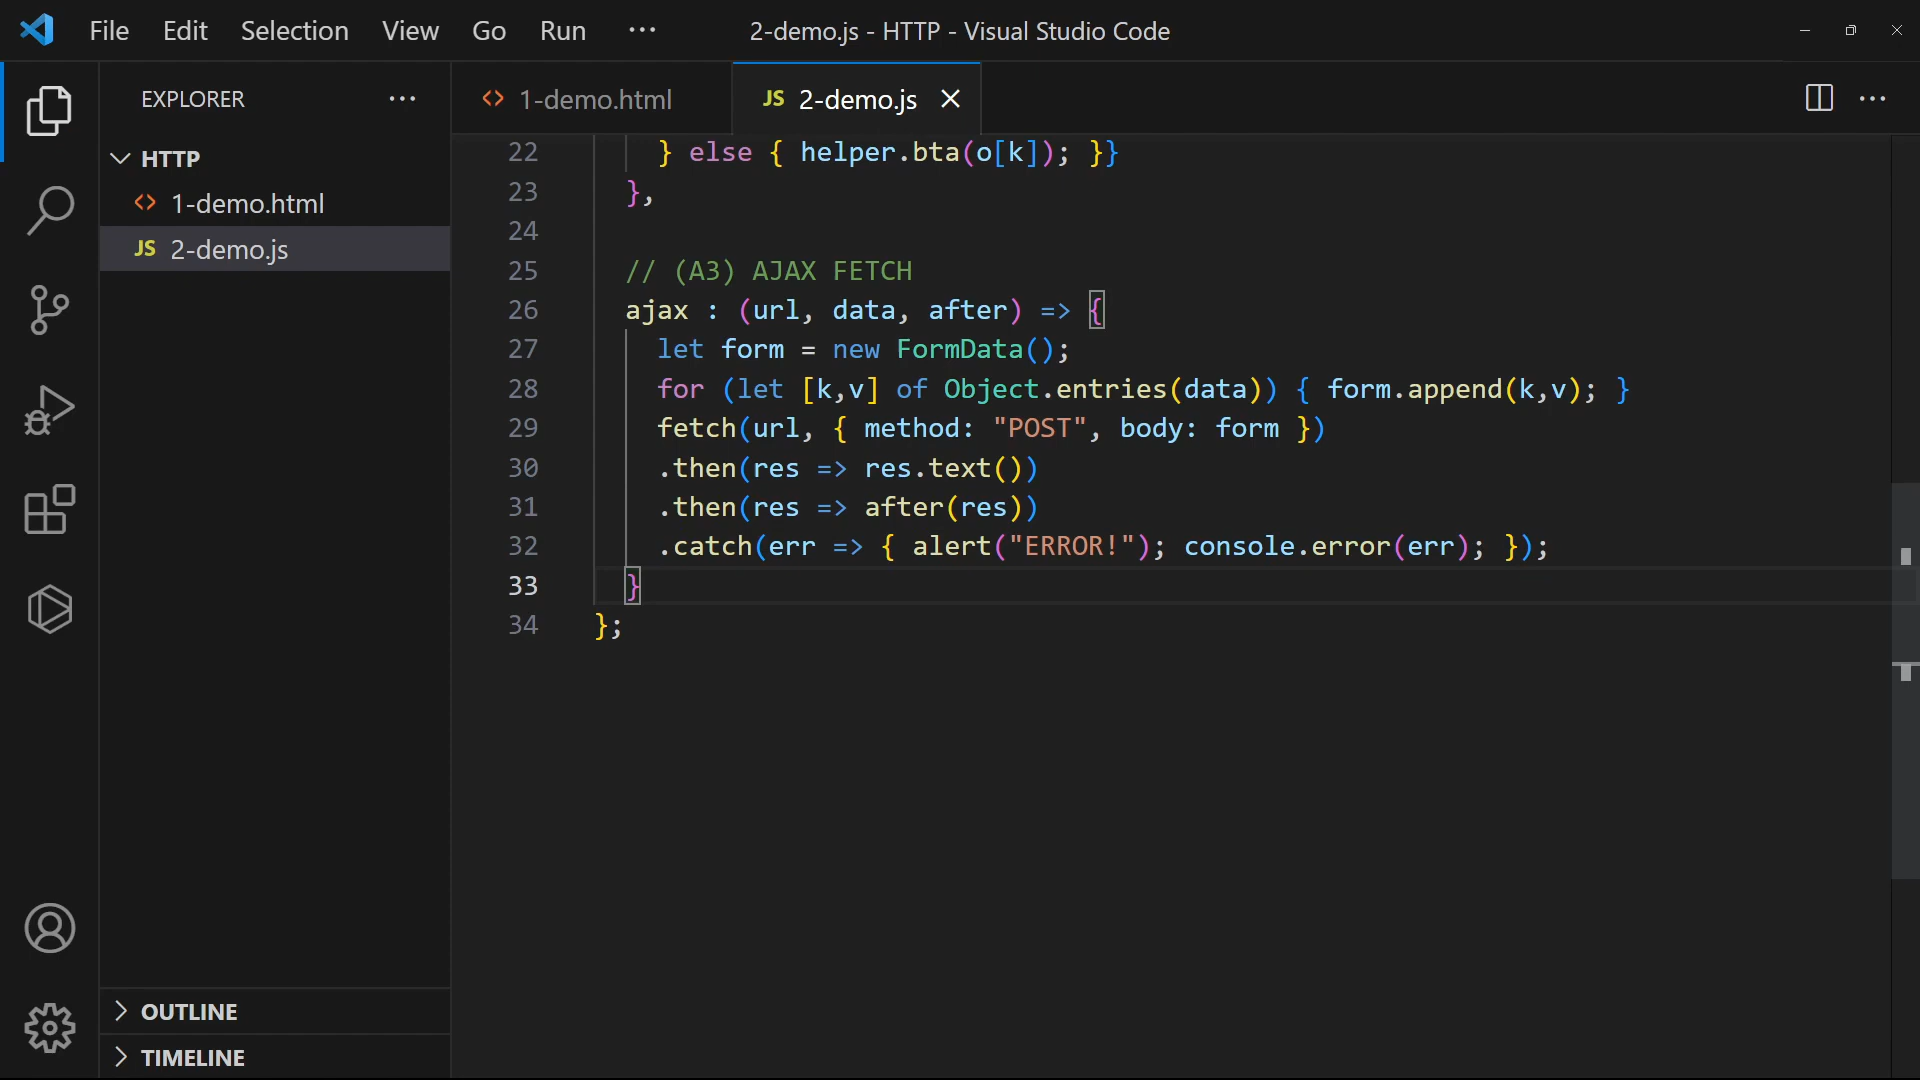 File Edit Selection View Go Run ··· 2-demo.js - HTTP - Visual Studio Code
EXPLORER ···
HTTP
<> 1-demo.html
JS 2-demo.js
OUTLINE
TIMELINE
<> 1-demo.html JS 2-demo.js
22 } else { helper.bta(o[k]); }}
23 },
24
25 // (A3) AJAX FETCH
26 ajax : (url, data, after) => {
27 let form = new FormData();
28 for (let [k,v] of Object.entries(data)) { form.append(k,v); }
29 fetch(url, { method: "POST", body: form })
30 .then(res => res.text())
31 .then(res => after(res))
32 .catch(err => { alert("ERROR!"); console.error(err); });
33 }
34 };